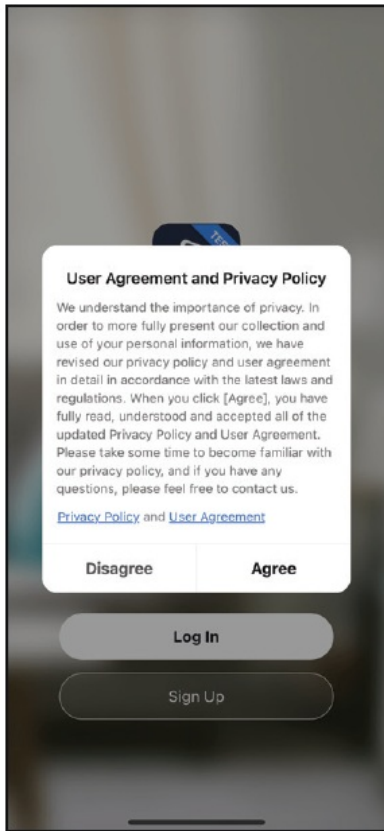 User Agreement and Privacy Policy
We understand the importance of privacy. In
order to more fully present our collection and
use of your personal information, we have
revised our privacy policy and user agreement
in detail in accordance with the latest laws and
regulations. When you click [Agree], you have
fully read, understood and accepted all of the
updated Privacy Policy and User Agreement.
Please take some time to become familiar with
our privacy policy, and if you have any
questions, please feel free to contact us.
Privacy Policy and User Agreement
Disagree Agree
Log In
Sign Up